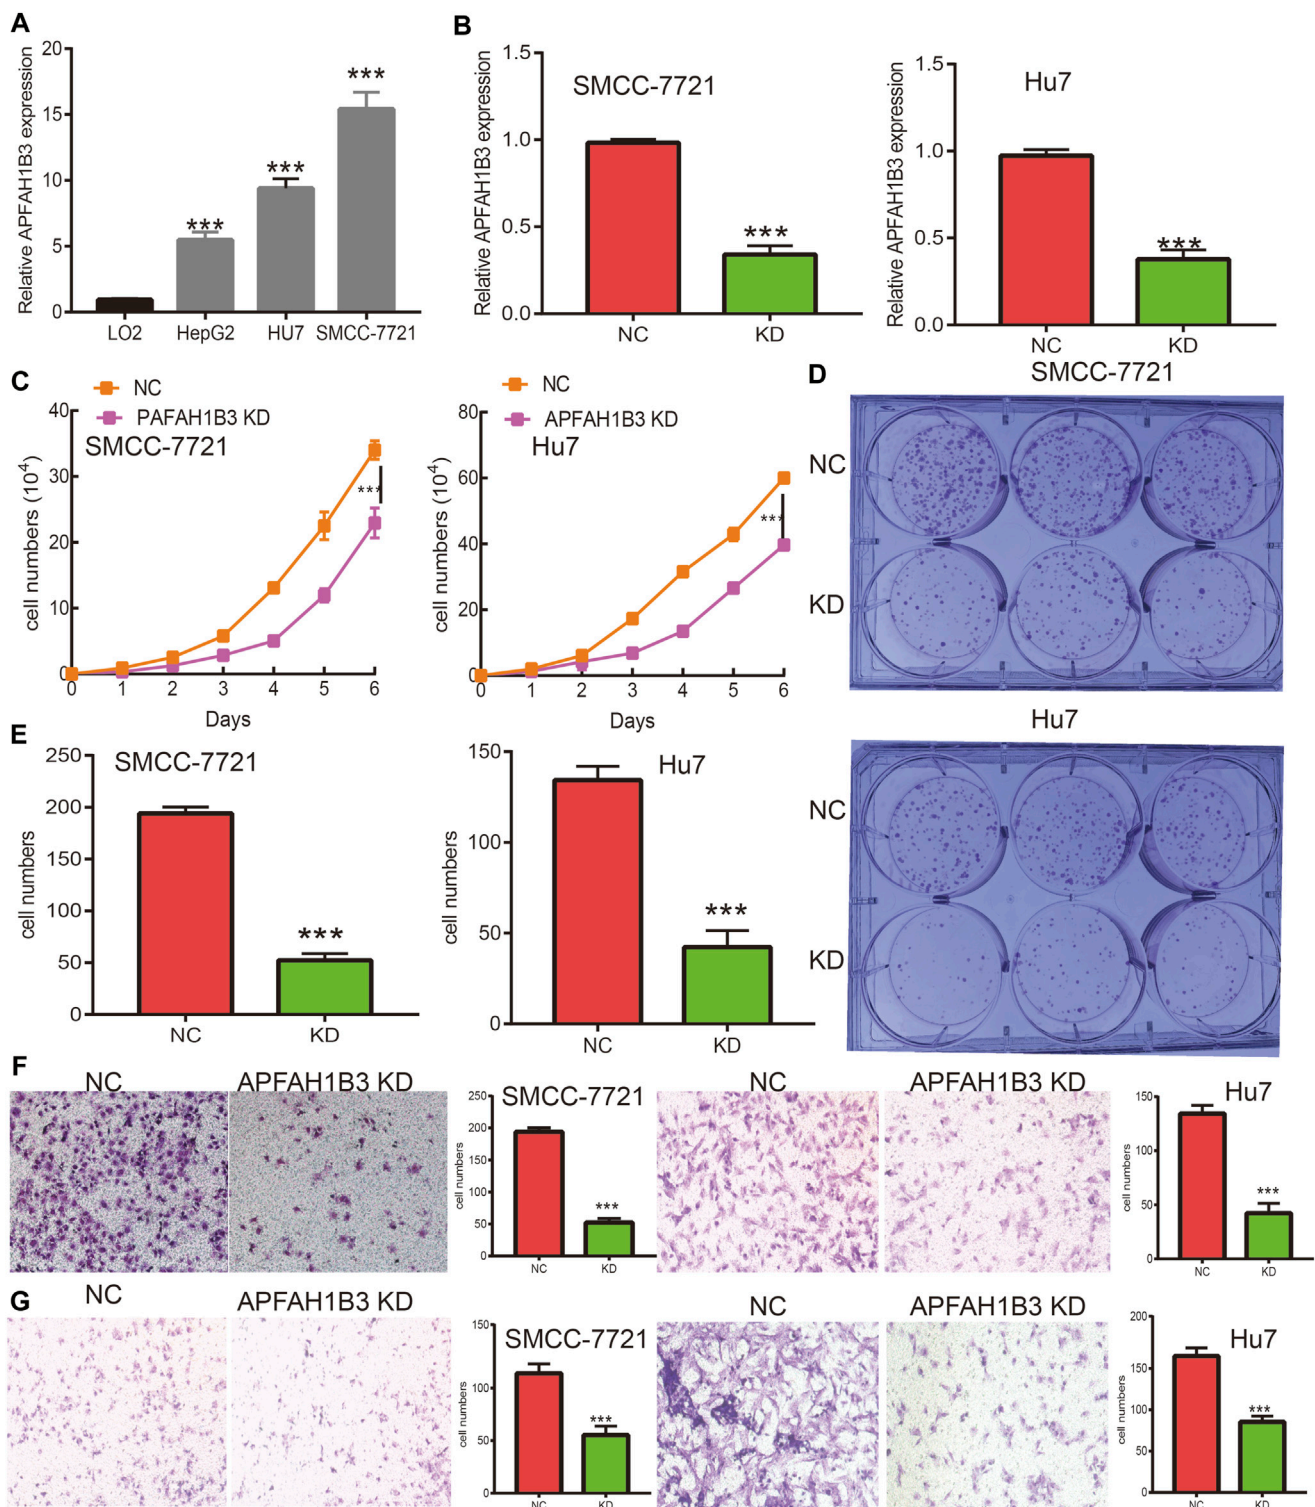 A
Relative APFAH1B3 expression
20
15
10
5
0
***
***
***
LO2 HepG2 HU7 SMCC-7721
B
Relative APFAH1B3 expression
1.5
1.0
0.5
0.0
SMCC-7721
***
NC KD
Relative APFAH1B3 expression
1.5
1.0
0.5
0.0
Hu7
***
NC KD
C
NC
PAFAH1B3 KD
SMCC-7721
cell numbers (10^4)
40
30
20
10
0
***
0 1 2 3 4 5 6
Days
NC
APFAH1B3 KD
Hu7
cell numbers (10^4)
80
60
40
20
0
***
0 1 2 3 4 5 6
Days
D
SMCC-7721
NC
KD
Hu7
NC
KD
E
SMCC-7721
cell numbers
250
200
150
100
50
0
***
NC KD
Hu7
cell numbers
150
100
50
0
***
NC KD
F
NC APFAH1B3 KD
SMCC-7721
cell numbers
250
200
150
100
50
0
***
NC KD
NC APFAH1B3 KD
Hu7
cell numbers
150
100
50
0
***
NC KD
G
NC APFAH1B3 KD
SMCC-7721
cell numbers
150
100
50
0
***
NC KD
NC APFAH1B3 KD
Hu7
cell numbers
200
150
100
50
0
***
NC KD